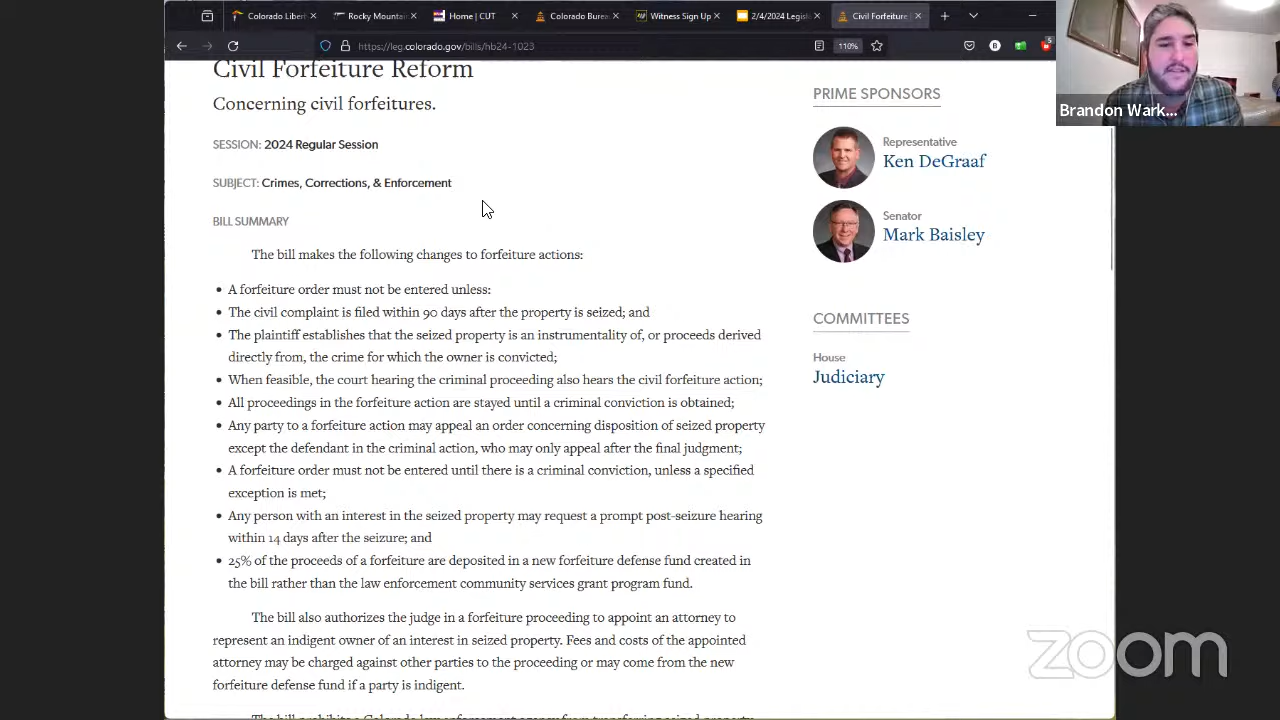 Colorado Libert
Rocky Mountain
Home | CUT
Colorado Burea
Witness Sign Up
2/4/2024 Legisl
Civil Forfeiture
https://leg.colorado.gov/bills/hb24-1023
110%
5
Brandon Wark...
Civil Forfeiture Reform
Concerning civil forfeitures.
SESSION: 2024 Regular Session
SUBJECT: Crimes, Corrections, & Enforcement
BILL SUMMARY
The bill makes the following changes to forfeiture actions:
• A forfeiture order must not be entered unless:
• The civil complaint is filed within 90 days after the property is seized; and
• The plaintiff establishes that the seized property is an instrumentality of, or proceeds derived
directly from, the crime for which the owner is convicted;
• When feasible, the court hearing the criminal proceeding also hears the civil forfeiture action;
• All proceedings in the forfeiture action are stayed until a criminal conviction is obtained;
• Any party to a forfeiture action may appeal an order concerning disposition of seized property
except the defendant in the criminal action, who may only appeal after the final judgment;
• A forfeiture order must not be entered until there is a criminal conviction, unless a specified
exception is met;
• Any person with an interest in the seized property may request a prompt post-seizure hearing
within 14 days after the seizure; and
• 25% of the proceeds of a forfeiture are deposited in a new forfeiture defense fund created in
the bill rather than the law enforcement community services grant program fund.
The bill also authorizes the judge in a forfeiture proceeding to appoint an attorney to
represent an indigent owner of an interest in seized property. Fees and costs of the appointed
attorney may be charged against other parties to the proceeding or may come from the new
forfeiture defense fund if a party is indigent.
The bill prohibits a Colorado law enforcement agency from transferring seized property
PRIME SPONSORS
Representative
Ken DeGraaf
Senator
Mark Baisley
COMMITTEES
House
Judiciary
zoom